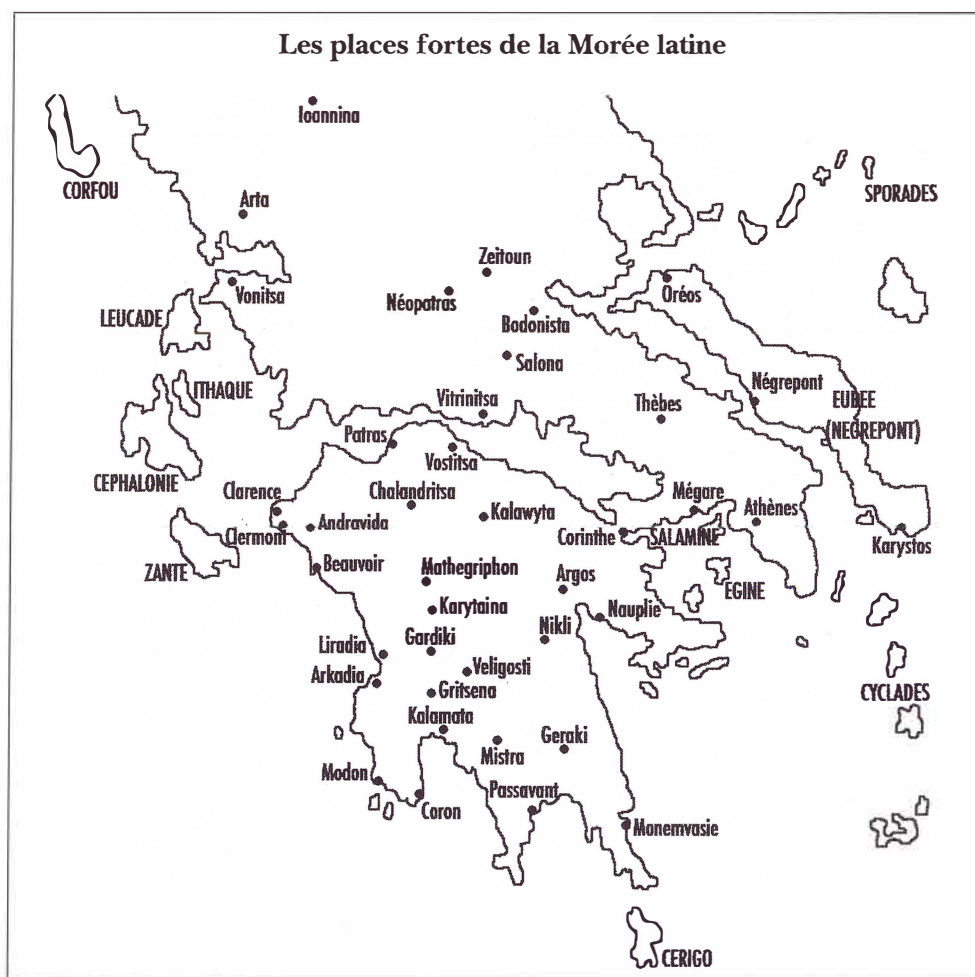 Les places fortes de la Morée latine
Ioannina
CORFOU
SPORADES
Arta
Zeitoun
Vonitsa
Néopatras
Oréos
LEUCADE
Bodonista
Salona
ITHAQUE
Négrepont
Vitrinitsa
Thèbes
EUBEE
(NEGREPONT)
Patras
Vostitsa
CEPHALONIE
Clarence
Chalandritsa
Mégare
Kalawyta
Athènes
Andravida
Clermont
Corinthe
SALAMINE
Karystos
ZANTE
Beauvoir
Mathegriphon
Argos
EGINE
Karytaina
Nauplie
Nikli
Liradia
Gardiki
Veligosti
Arkadia
Gritsena
CYCLADES
Kalamata
Geraki
Mistra
Modon
Passavant
Coron
Monemvasie
CERIGO